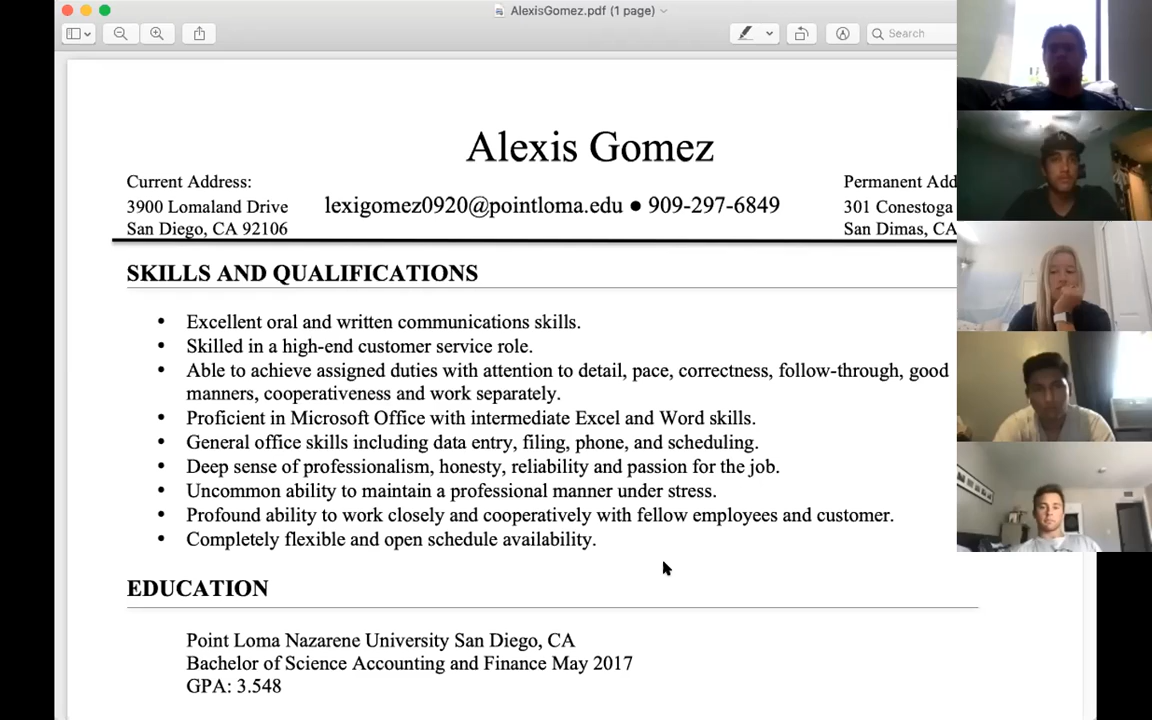 AlexisGomez.pdf (1 page)
Search
Alexis Gomez
Current Address:
3900 Lomaland Drive
San Diego, CA 92106
lexigomez0920@pointloma.edu ● 909-297-6849
Permanent Add
301 Conestoga
San Dimas, CA
SKILLS AND QUALIFICATIONS
• Excellent oral and written communications skills.
• Skilled in a high-end customer service role.
• Able to achieve assigned duties with attention to detail, pace, correctness, follow-through, good
manners, cooperativeness and work separately.
• Proficient in Microsoft Office with intermediate Excel and Word skills.
• General office skills including data entry, filing, phone, and scheduling.
• Deep sense of professionalism, honesty, reliability and passion for the job.
• Uncommon ability to maintain a professional manner under stress.
• Profound ability to work closely and cooperatively with fellow employees and customer.
• Completely flexible and open schedule availability.
EDUCATION
Point Loma Nazarene University San Diego, CA
Bachelor of Science Accounting and Finance May 2017
GPA: 3.548